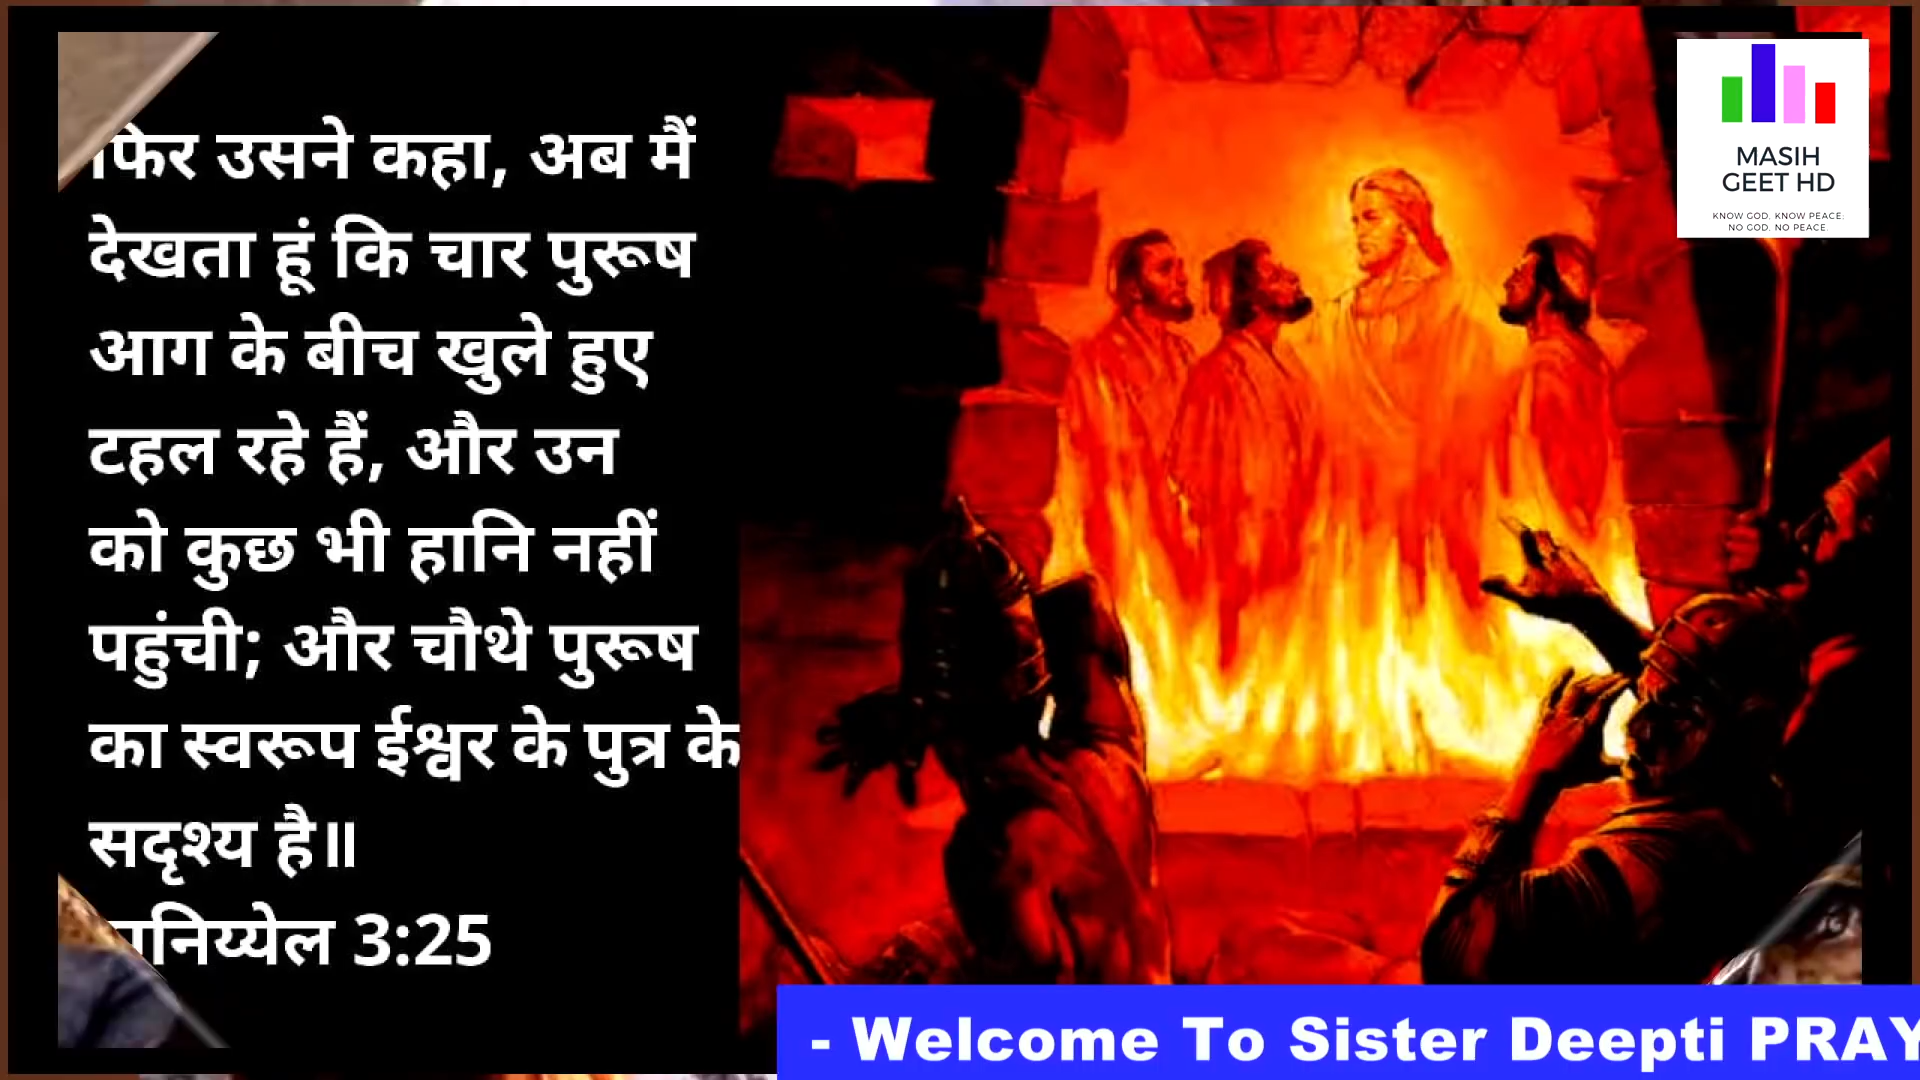 फिर उसने कहा, अब मैं
देखता हूं कि चार पुरूष
आग के बीच खुले हुए
टहल रहे हैं, और उन
को कुछ भी हानि नहीं
पहुंची; और चौथे पुरूष
का स्वरूप ईश्वर के पुत्र के
सदृश्य है॥
3:25
MASIH
GEET HD
KNOW GOD. KNOW PEACE:
NO GOD. NO PEACE.
- Welcome To Sister Deepti PRAY